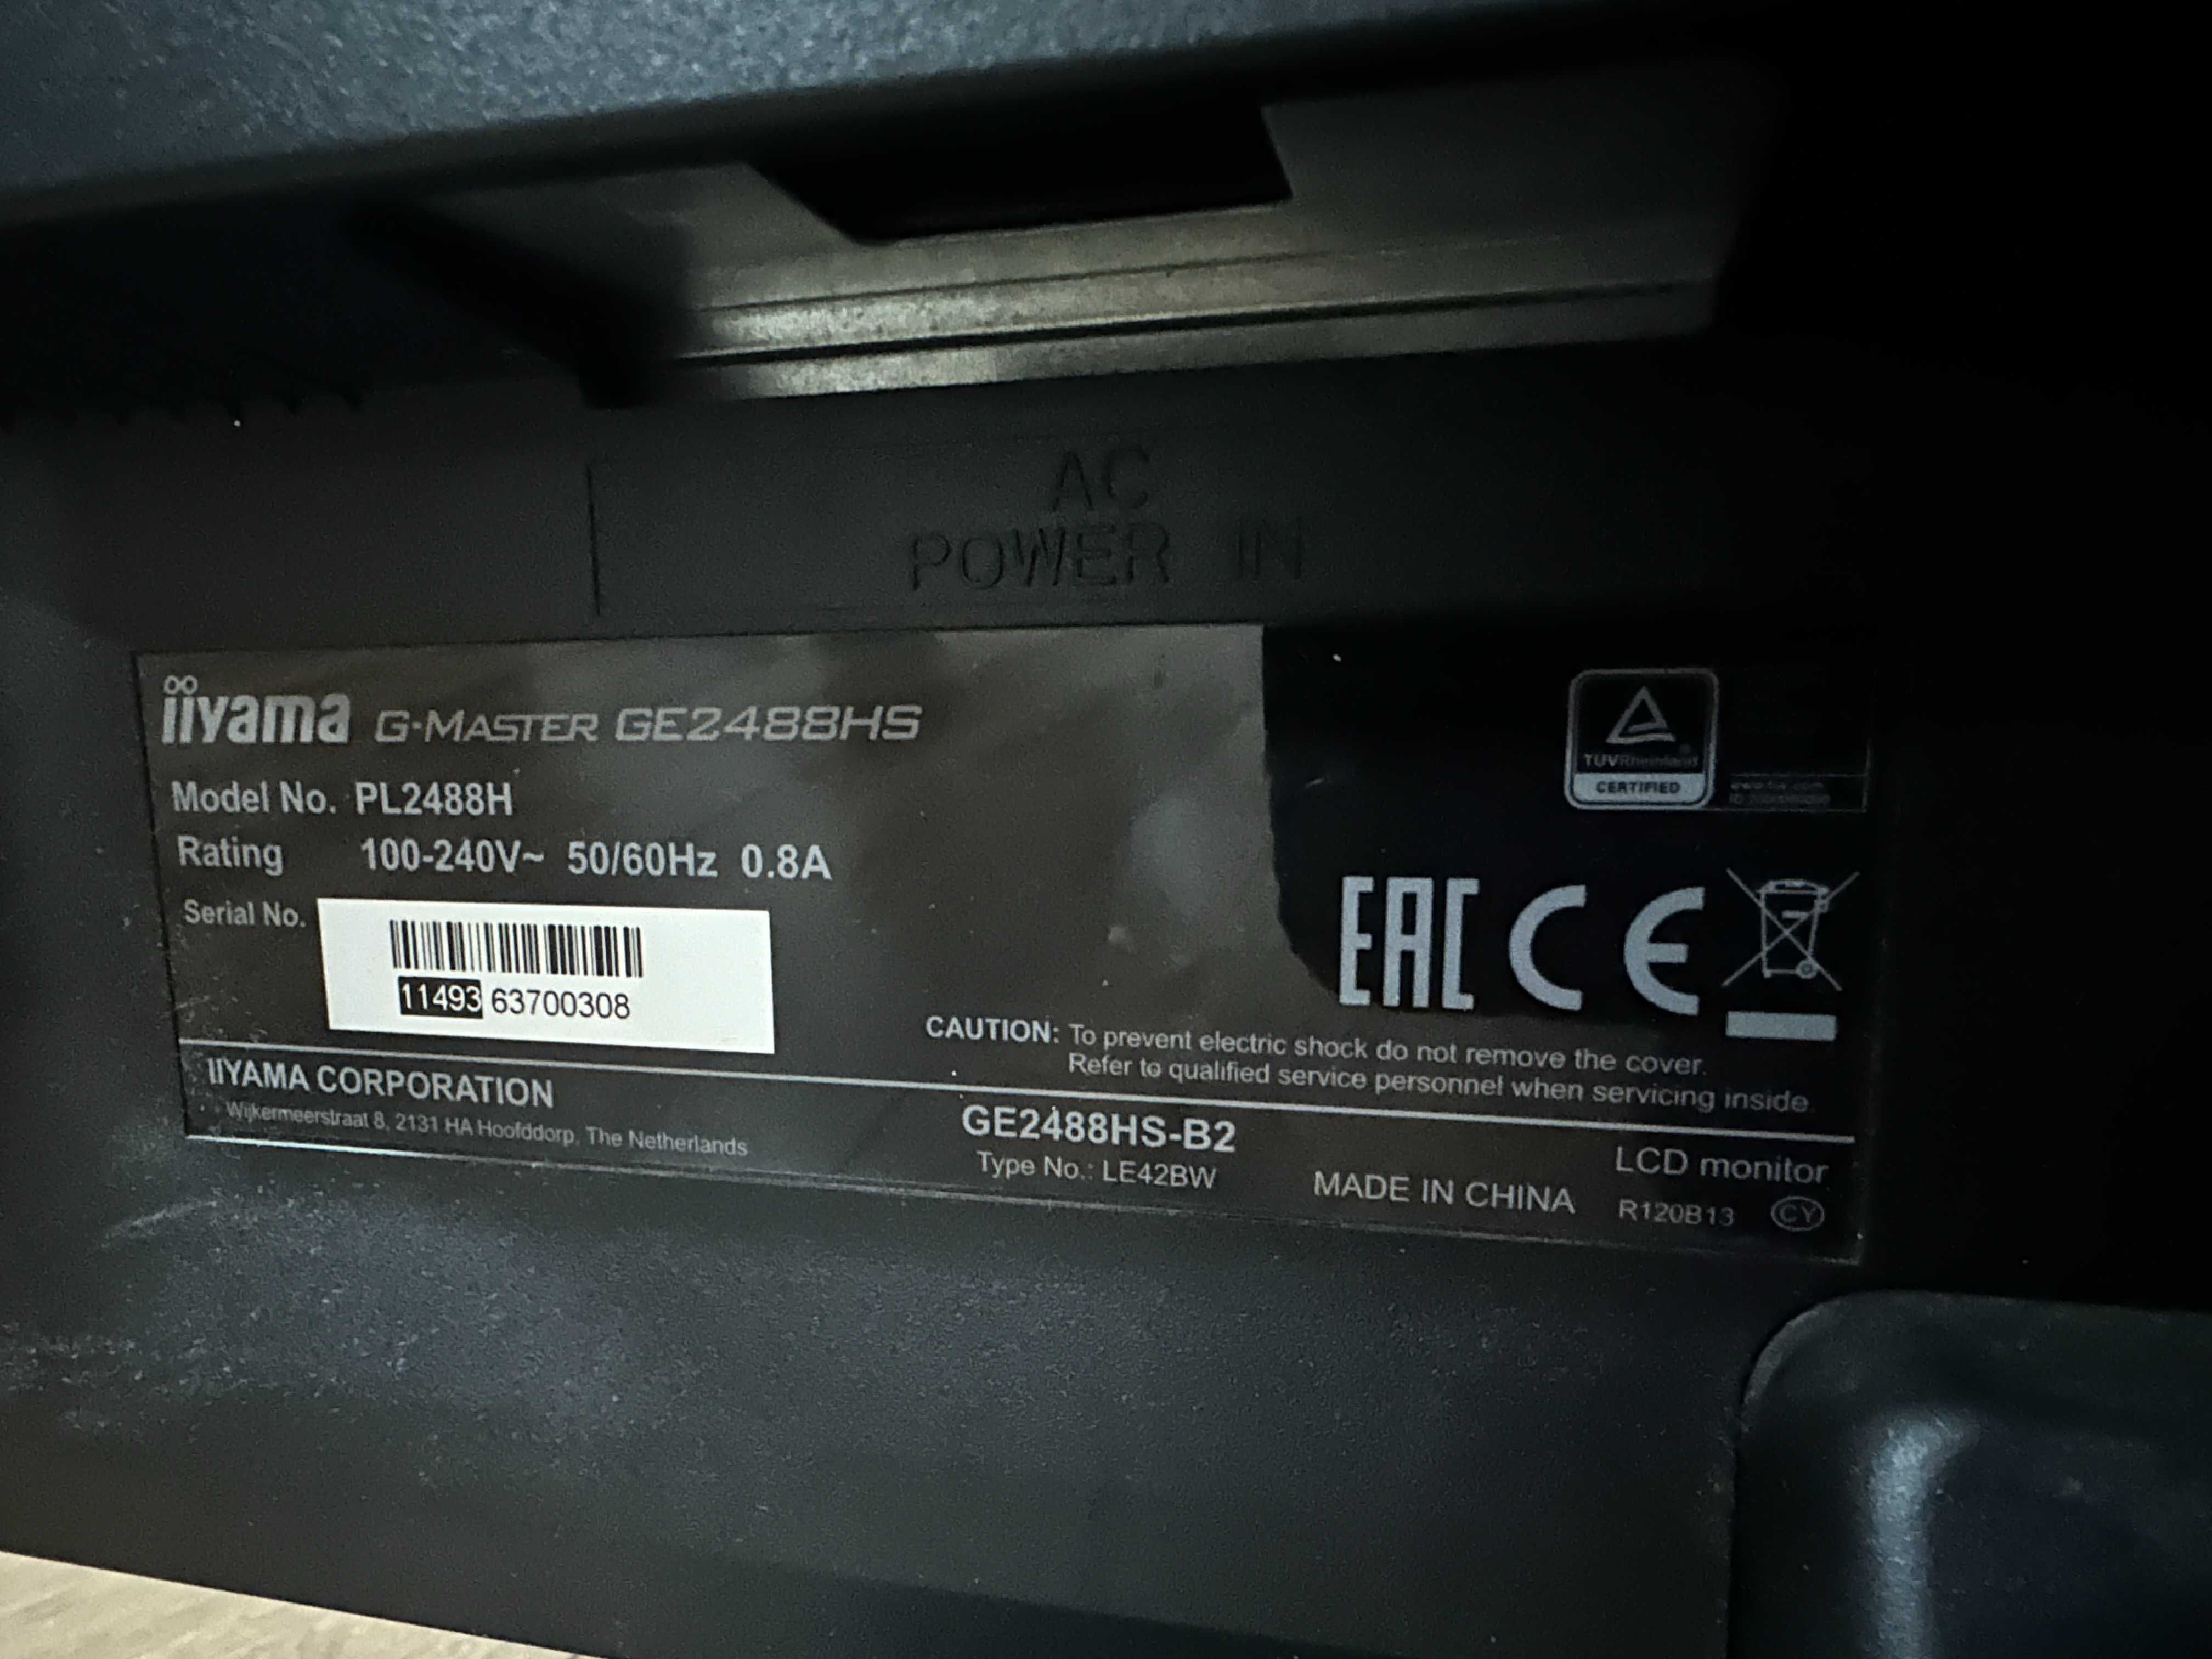 AC
POWER IN
iiyama G-MASTER GE2488HS
Model No. PL2488H
Rating 100-240V~ 50/60Hz 0.8A
Serial No.
11493 63700308
TÜVRheinland
CERTIFIED
EAC CE
CAUTION: To prevent electric shock do not remove the cover.
Refer to qualified service personnel when servicing inside.
IIYAMA CORPORATION
Wijkermeerstraat 8, 2131 HA Hoofddorp, The Netherlands
GE2488HS-B2
Type No.: LE42BW
MADE IN CHINA
LCD monitor
R120B13 CY